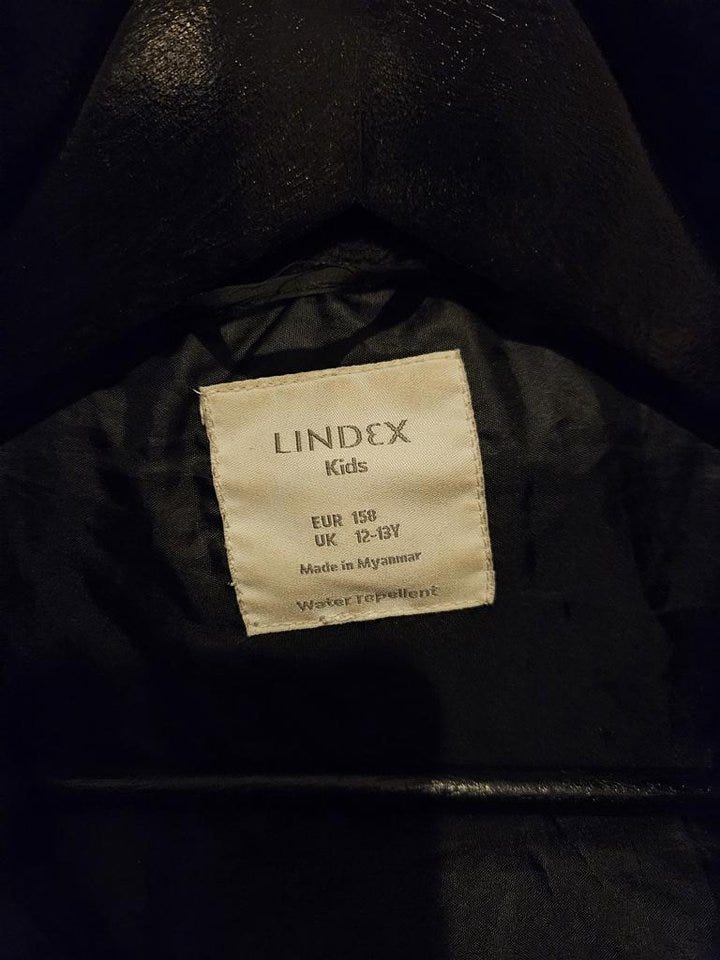 LINDEX
Kids
EUR 158
UK 12-13Y
Made in Myanmar
Water repellent